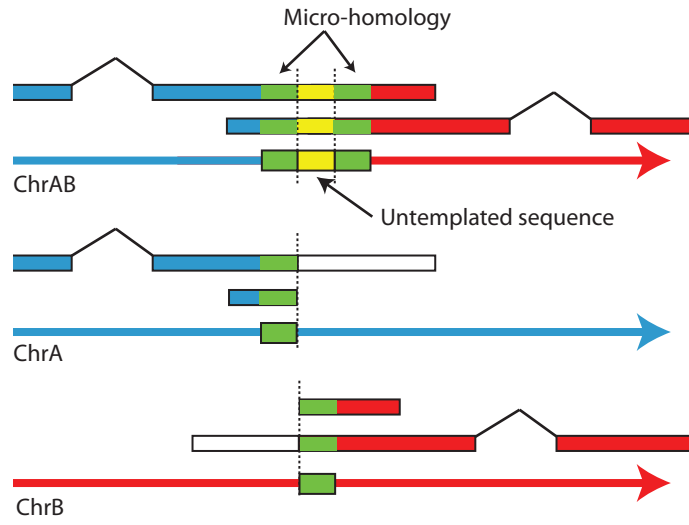 Micro-homology
ChrAB
Untemplated sequence
ChrA
ChrB